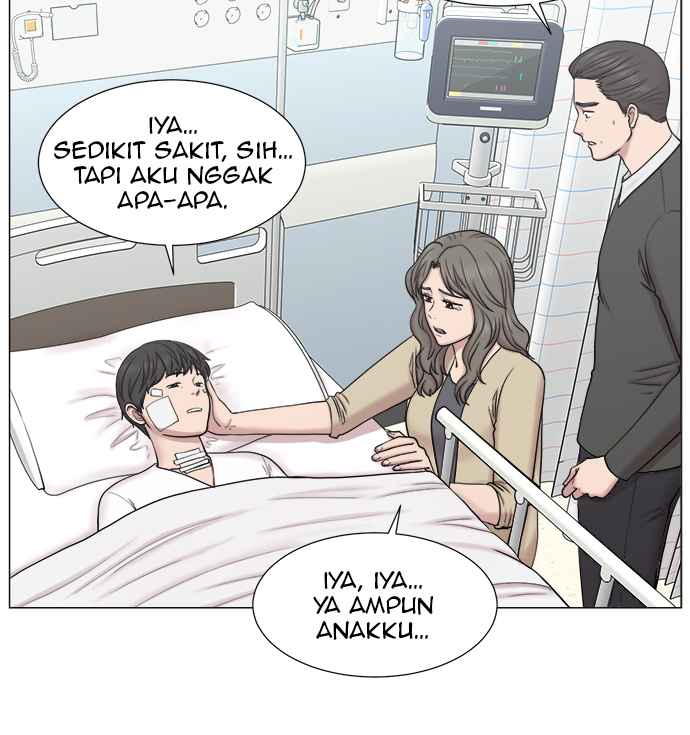 IYA...
SEDIKIT SAKIT, SIH...
TAPI AKU NGGAK
APA-APA.
IYA, IYA...
YA AMPUN
ANAKKU...